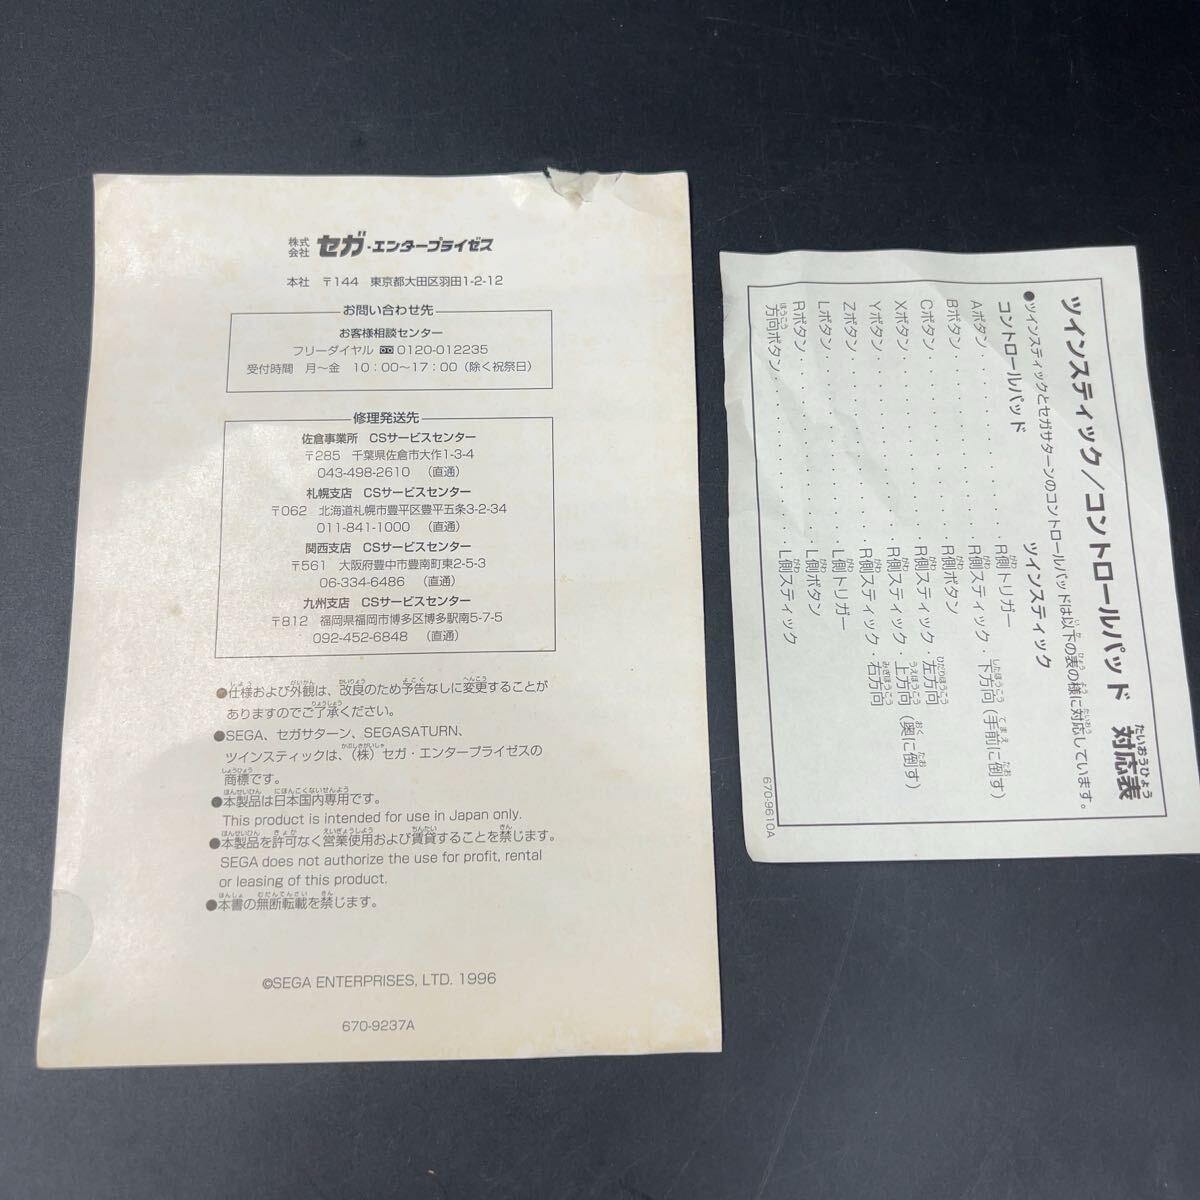 株式会社 セガ・エンタープライゼス
本社 〒144 東京都大田区羽田1-2-12
お問い合わせ先
お客様相談センター
フリーダイヤル 0120-012235
受付時間 月〜金 10:00〜17:00(除く祝祭日)
修理発送先
佐倉事業所 CSサービスセンター
〒285 千葉県佐倉市大作1-3-4
043-498-2610 (直通)
札幌支店 CSサービスセンター
〒062 北海道札幌市豊平区豊平五条3-2-34
011-841-1000 (直通)
関西支店 CSサービスセンター
〒561 大阪府豊中市豊南町東2-5-3
06-334-6486 (直通)
九州支店 CSサービスセンター
〒812 福岡県福岡市博多区博多駅南5-7-5
092-452-6848 (直通)
●仕様および外観は、改良のため予告なしに変更することが
ありますのでご了承ください。
●SEGA、セガサターン、SEGASATURN、
ツインスティックは、(株)セガ・エンタープライゼスの
商標です。
●本製品は日本国内専用です。
This product is intended for use in Japan only.
●本製品を許可なく営業使用および賃貸することを禁じます。
SEGA does not authorize the use for profit, rental
or leasing of this product.
●本書の無断転載を禁じます。
©SEGA ENTERPRISES, LTD. 1996
670-9237A
ツインスティック/コントロールパッド 対応表
●ツインスティックとセガサターンのコントロールパッドは以下の表の様に対応しています。
コントロールパッド ツインスティック
Aボタン・・・・・・・・・R側トリガー
Bボタン・・・・・・・・・R側スティック・下方向(手前に倒す)
Cボタン・・・・・・・・・R側ボタン
Xボタン・・・・・・・・・R側スティック・左方向
Yボタン・・・・・・・・・R側スティック・上方向(奥に倒す)
Zボタン・・・・・・・・・R側スティック・右方向
Lボタン・・・・・・・・・L側トリガー
Rボタン・・・・・・・・・L側ボタン
方向ボタン・・・・・・・・L側スティック
670-9610A